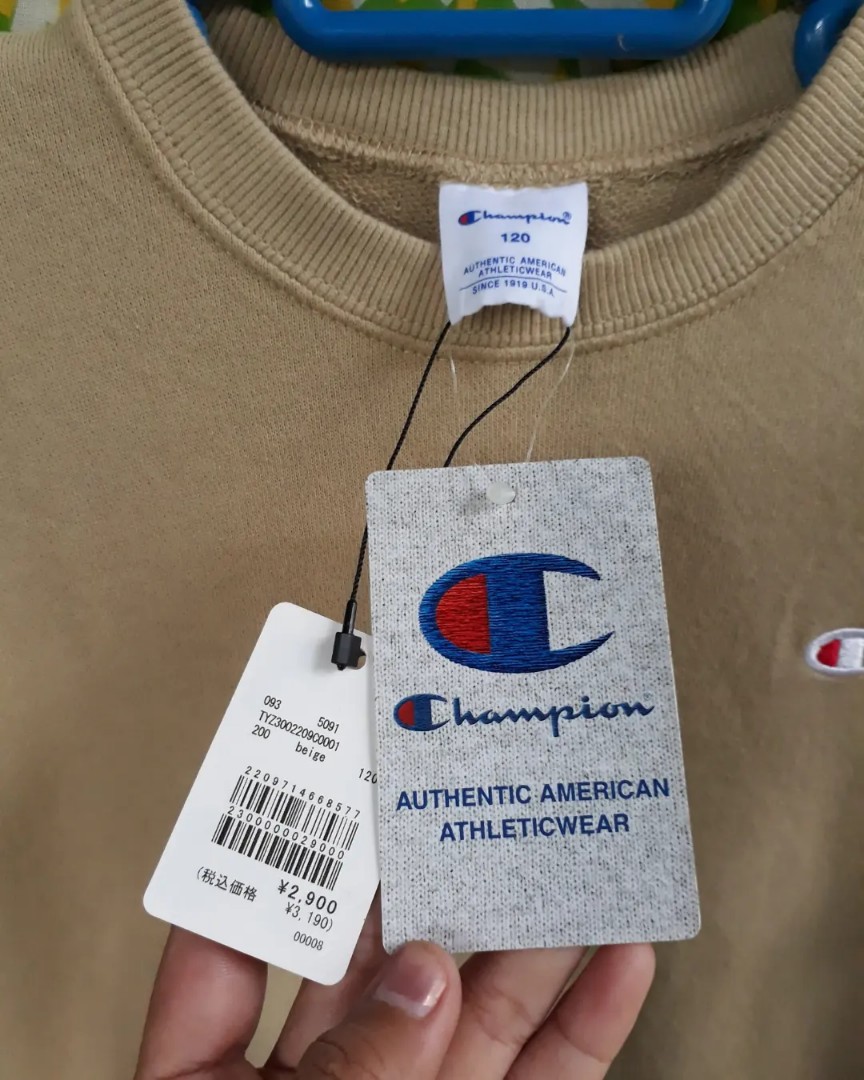 Champion®
120
AUTHENTIC AMERICAN
ATHLETICWEAR
SINCE 1919 U.S.A.
Champion
AUTHENTIC AMERICAN
ATHLETICWEAR
093 5091
TYZ3002209C0001
200 beige
120
2209714668577
2300000029000
¥2,900
(税込価格 ¥3,190)
00008